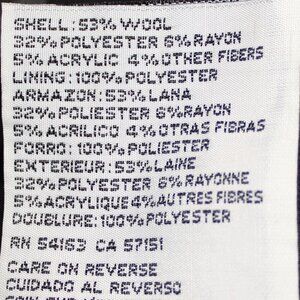 SHELL: 53% WOOL
32% POLYESTER 6% RAYON
5% ACRYLIC 4% OTHER FIBERS
LINING: 100% POLYESTER
ARMAZON: 53% LANA
32% POLYESTER 6% RAYON
5% ACRILICO 4% OTRAS FIBRAS
FORRO: 100% POLYESTER
EXTERIEUR: 53% LAINE
32% POLYESTER 6% RAYONNE
5% ACRYLIQUE 4% AUTRES FIBRES
DOUBLURE: 100% POLYESTER
RN 54163 CA 57151
CARE ON REVERSE
CUIDADO AL REVERSO